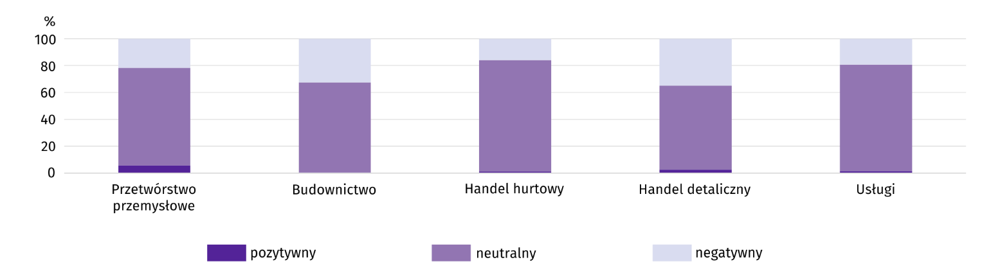 %
100
80
60
40
20
0
Przetwórstwo
przemysłowe
Budownictwo
Handel hurtowy
Handel detaliczny
Usługi
pozytywny
neutralny
negatywny